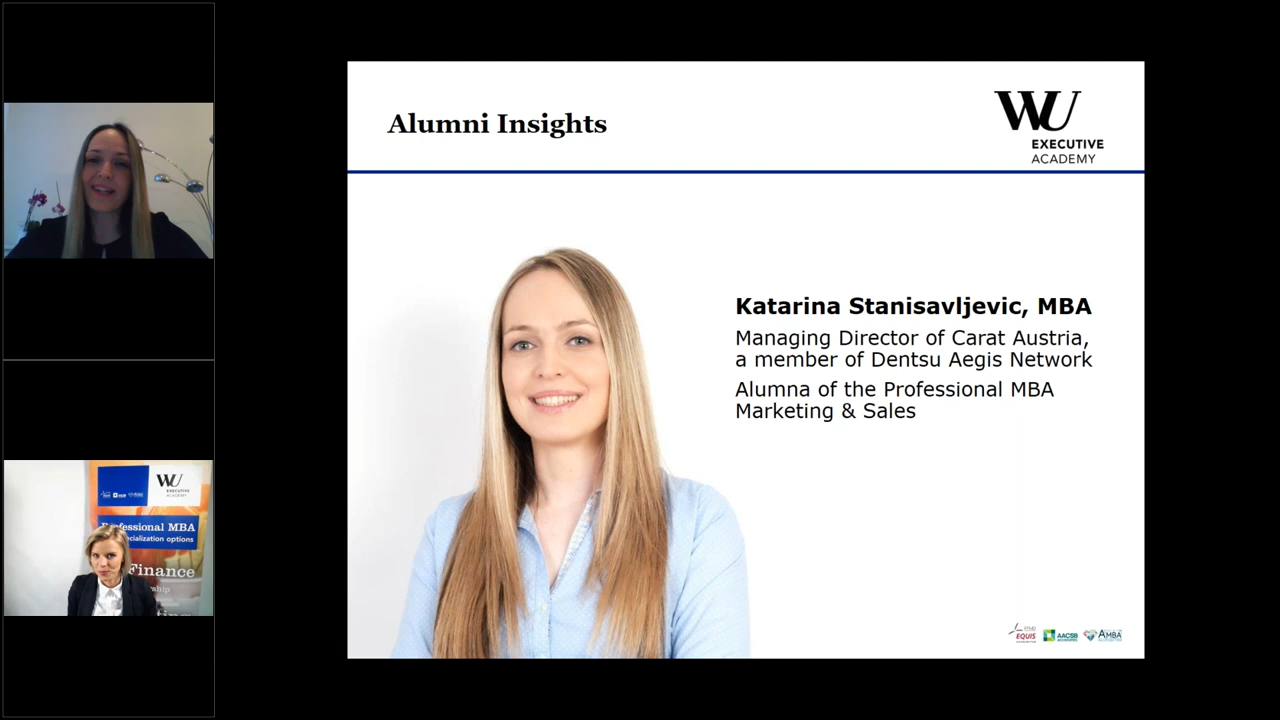 Alumni Insights
WU
EXECUTIVE
ACADEMY
Katarina Stanisavljevic, MBA
Managing Director of Carat Austria,
a member of Dentsu Aegis Network
Alumna of the Professional MBA
Marketing & Sales
EFMD
EQUIS
AACSB
AMBA
WU
EXECUTIVE
ACADEMY
Professional MBA
Finance